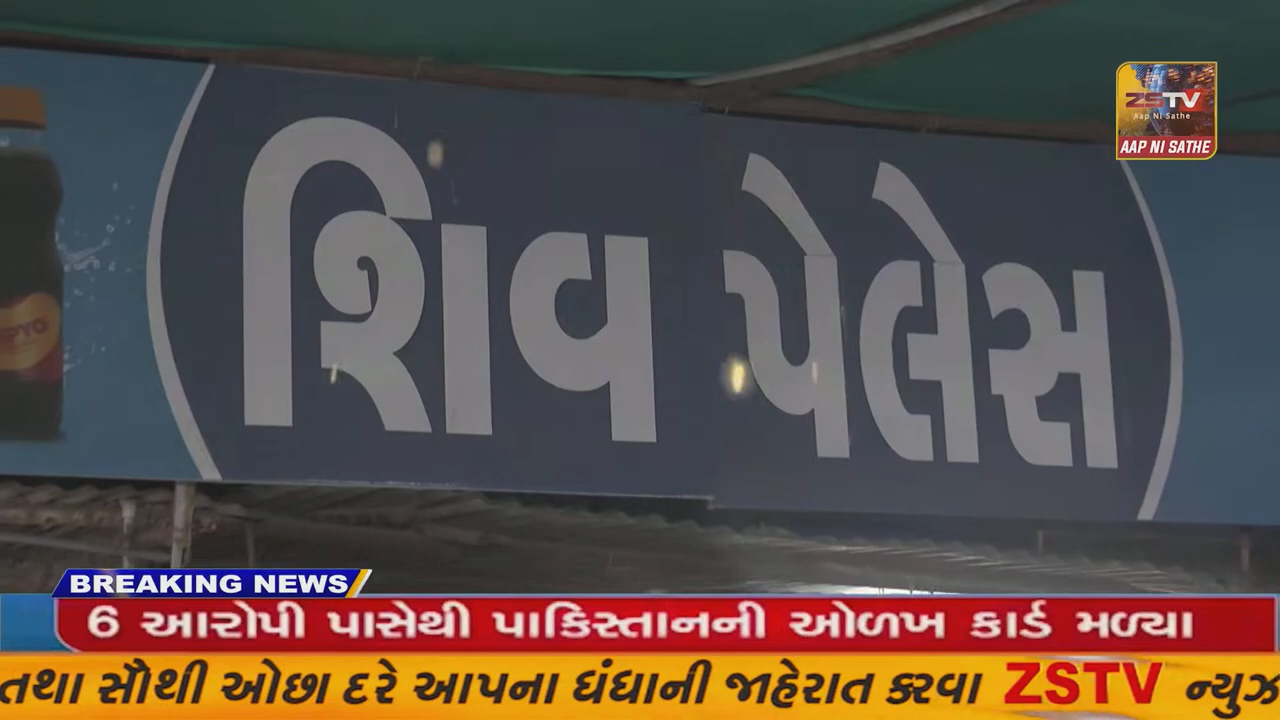 ZSTV
Aap Ni Sathe
AAP NI SATHE
શિવ પેલેસ
BREAKING NEWS
6 આરોપી પાસેથી પાકિસ્તાનની ઓળખ કાર્ડ મળ્યા
તથા સૌથી ઓછા દરે આપના ધંધાની જાહેરાત કરવા ZSTV ન્યુઝ